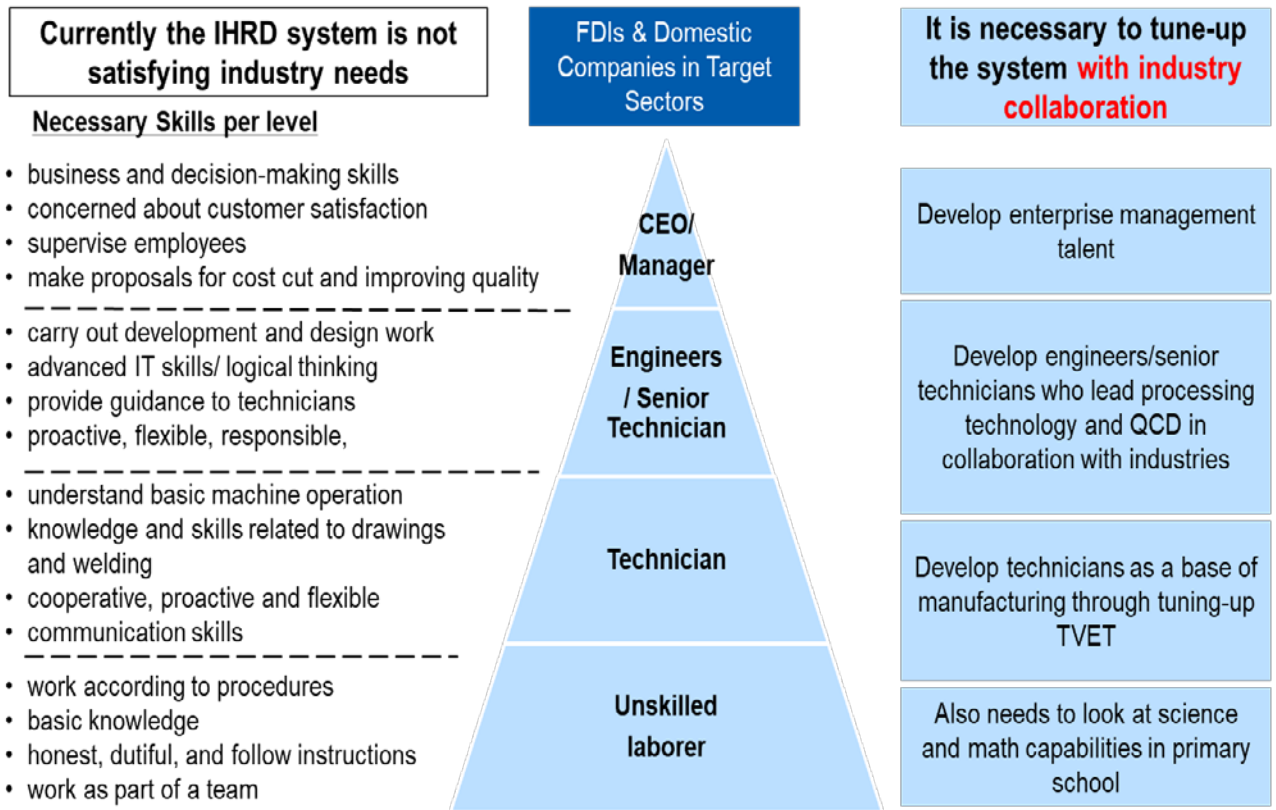 Currently the IHRD system is not
satisfying industry needs
Necessary Skills per level
• business and decision-making skills
• concerned about customer satisfaction
• supervise employees
• make proposals for cost cut and improving quality
• carry out development and design work
• advanced IT skills/ logical thinking
• provide guidance to technicians
• proactive, flexible, responsible,
• understand basic machine operation
• knowledge and skills related to drawings
and welding
• cooperative, proactive and flexible
• communication skills
• work according to procedures
• basic knowledge
• honest, dutiful, and follow instructions
• work as part of a team
FDIs & Domestic
Companies in Target
Sectors
CEO/
Manager
Engineers
/ Senior
Technician
Technician
Unskilled
laborer
It is necessary to tune-up
the system with industry
collaboration
Develop enterprise management
talent
Develop engineers/senior
technicians who lead processing
technology and QCD in
collaboration with industries
Develop technicians as a base of
manufacturing through tuning-up
TVET
Also needs to look at science
and math capabilities in primary
school